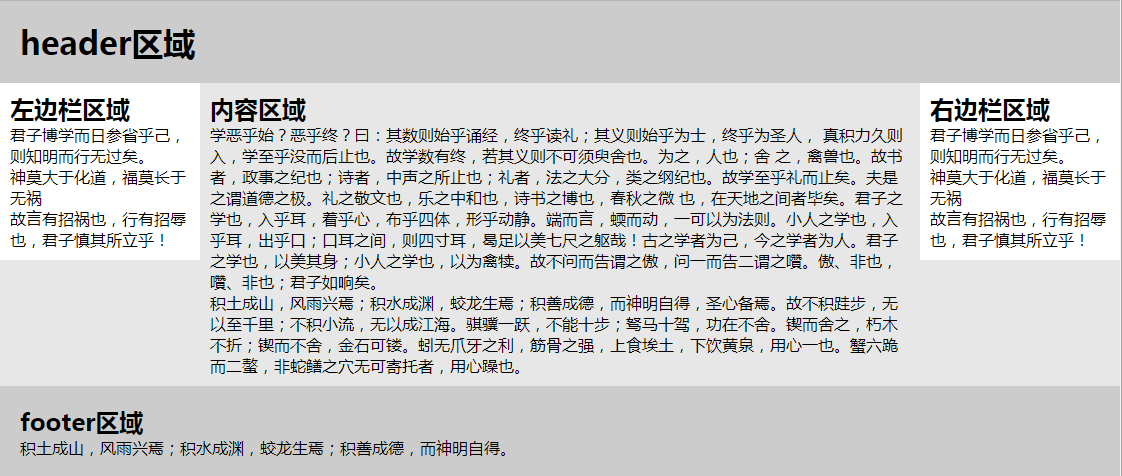 header区域
左边栏区域
君子博学而日参省乎己，
则知明而行无过矣。
神莫大于化道，福莫长于
无祸
故言有招祸也，行有招辱
也，君子慎其所立乎！
内容区域
学恶乎始？恶乎终？曰：其数则始乎诵经，终乎读礼；其义则始乎为士，终乎为圣人， 真积力久则
入，学至乎没而后止也。故学数有终，若其义则不可须臾舍也。为之，人也；舍 之，禽兽也。故书
者，政事之纪也；诗者，中声之所止也；礼者，法之大分，类之纲纪也。故学至乎礼而止矣。夫是
之谓道德之极。礼之敬文也，乐之中和也，诗书之博也，春秋之微 也，在天地之间者毕矣。君子之
学也，入乎耳，着乎心，布乎四体，形乎动静。端而言，蝡而动，一可以为法则。小人之学也，入
乎耳，出乎口；口耳之间，则四寸耳，曷足以美七尺之躯哉！古之学者为己，今之学者为人。君子
之学也，以美其身；小人之学也，以为禽犊。故不问而告谓之傲，问一而告二谓之囋。傲、非也，
囋、非也；君子如响矣。
积土成山，风雨兴焉；积水成渊，蛟龙生焉；积善成德，而神明自得，圣心备焉。故不积跬步，无
以至千里；不积小流，无以成江海。骐骥一跃，不能十步；驽马十驾，功在不舍。锲而舍之，朽木
不折；锲而不舍，金石可镂。蚓无爪牙之利，筋骨之强，上食埃土，下饮黄泉，用心一也。蟹六跪
而二螯，非蛇鳝之穴无可寄托者，用心躁也。
右边栏区域
君子博学而日参省乎己，
则知明而行无过矣。
神莫大于化道，福莫长于
无祸
故言有招祸也，行有招辱
也，君子慎其所立乎！
footer区域
积土成山，风雨兴焉；积水成渊，蛟龙生焉；积善成德，而神明自得。